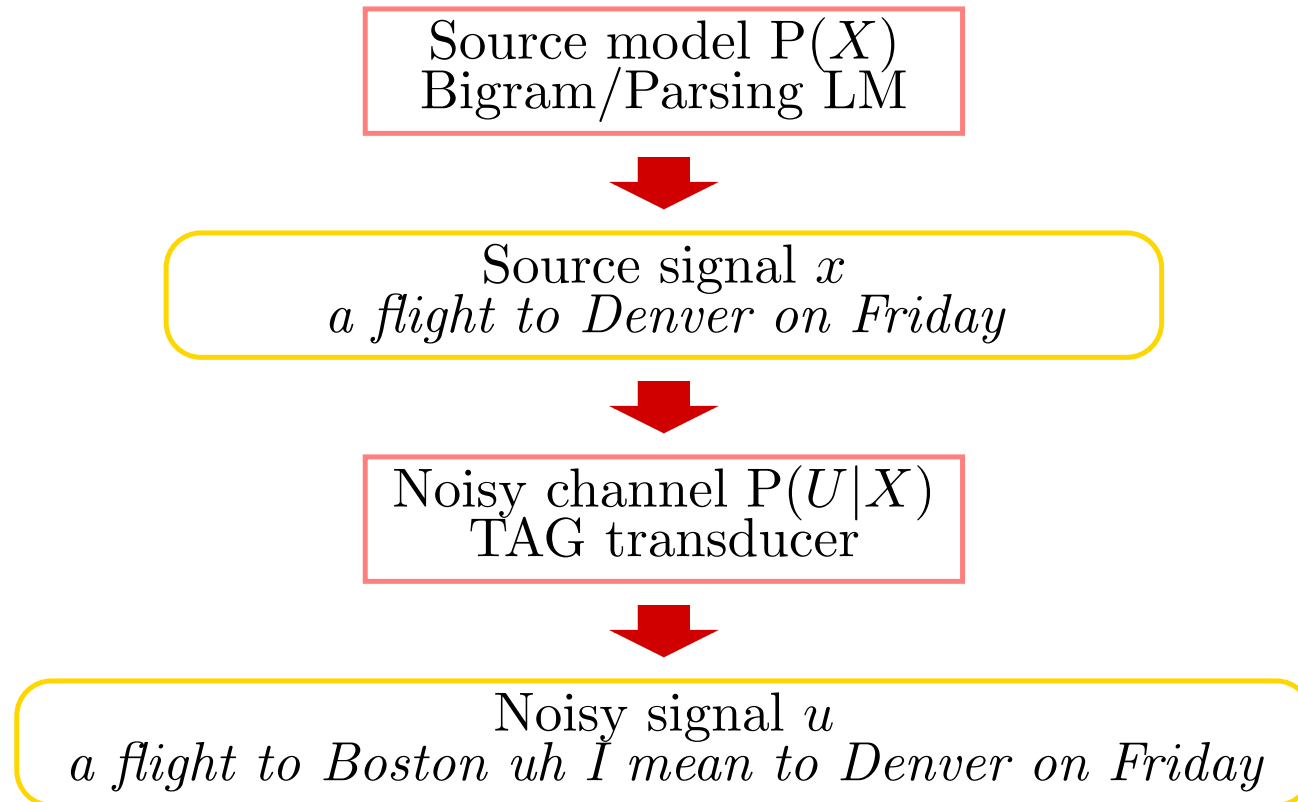 Source model P(X)
Bigram/Parsing LM
Source signal x
a flight to Denver on Friday
Noisy channel P(U|X)
TAG transducer
Noisy signal u
a flight to Boston uh I mean to Denver on Friday